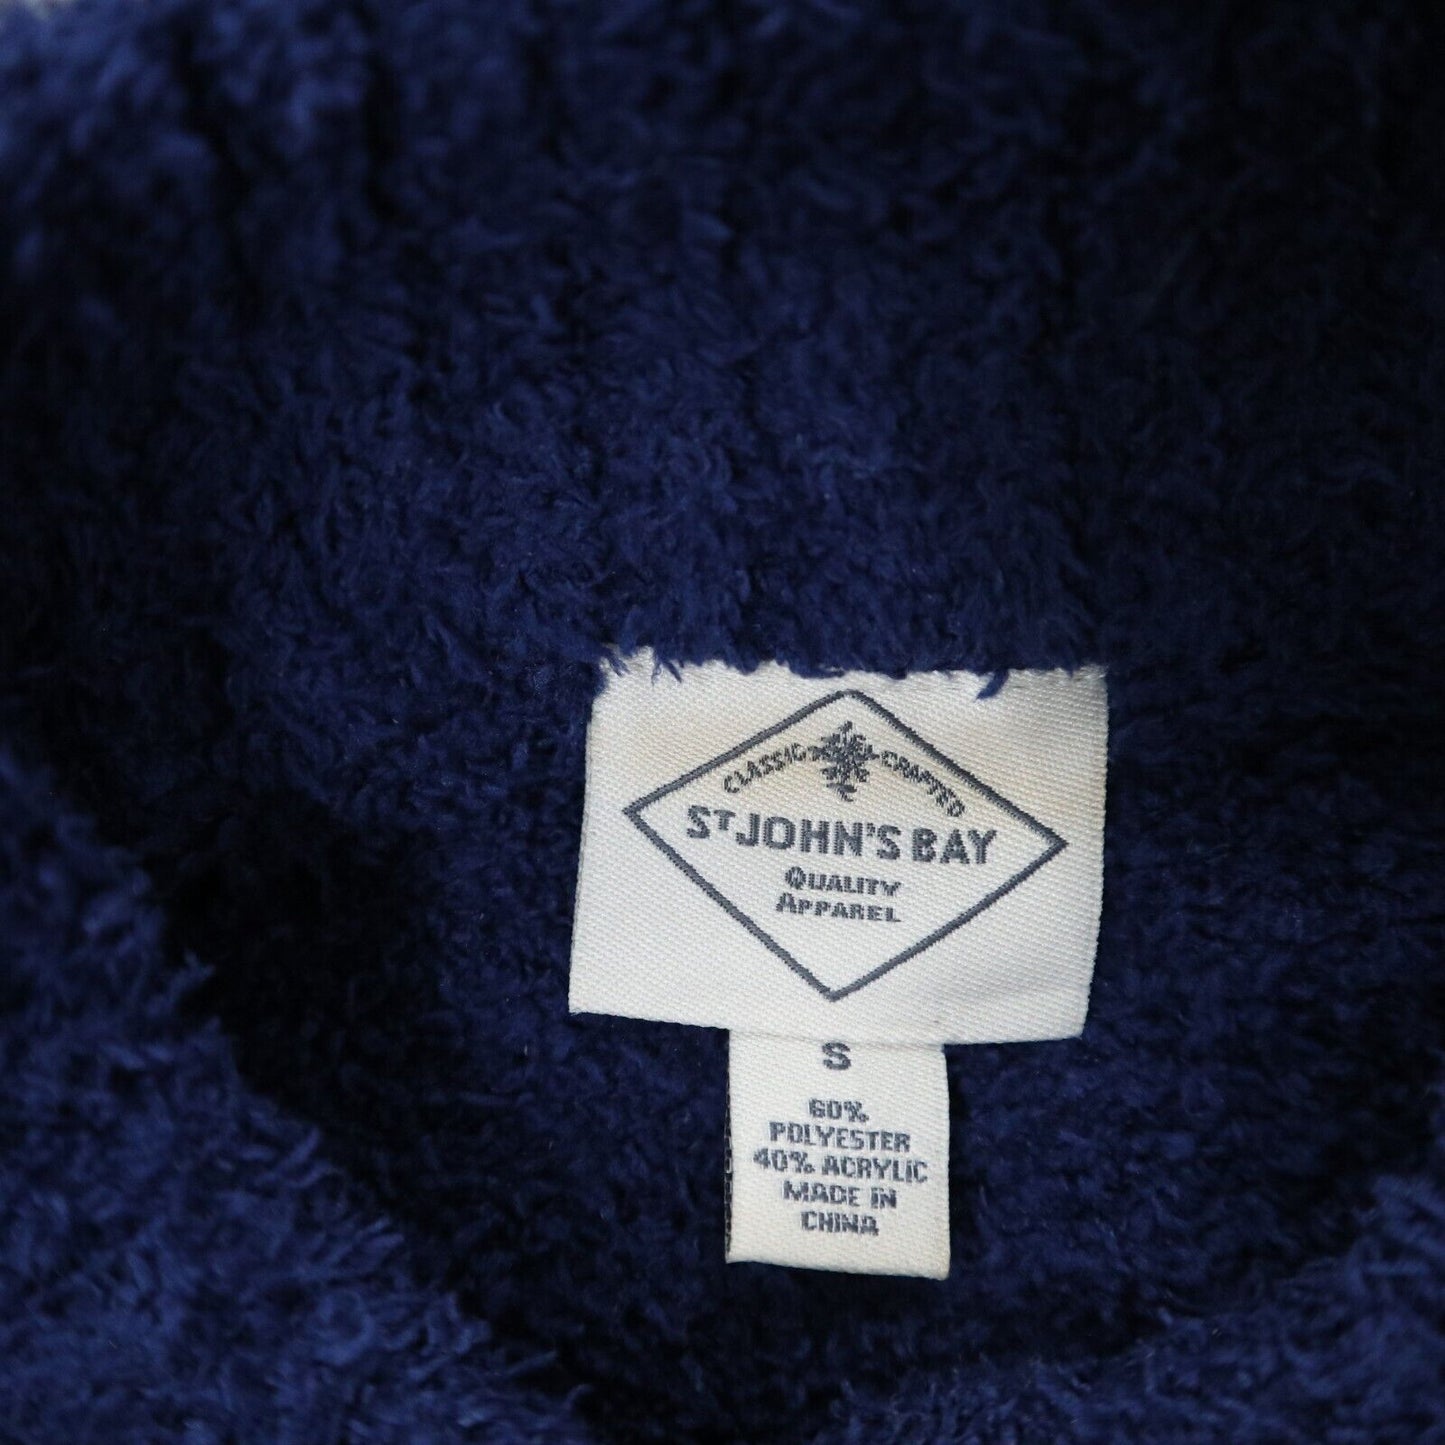 CLASSIC CRAFTED
ST JOHN'S BAY
QUALITY
APPAREL
S
60%
POLYESTER
40% ACRYLIC
MADE IN
CHINA